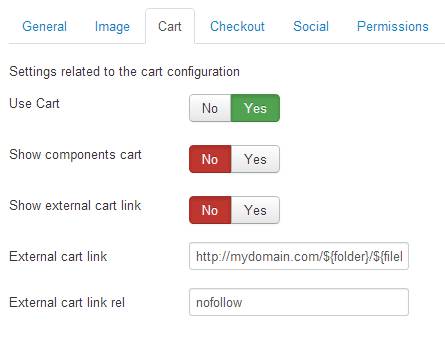 General Image Cart Checkout Social Permissions
Settings related to the cart configuration
Use Cart No Yes
Show components cart No Yes
Show external cart link No Yes
External cart link http://mydomain.com/${folder}/${filel
External cart link rel nofollow